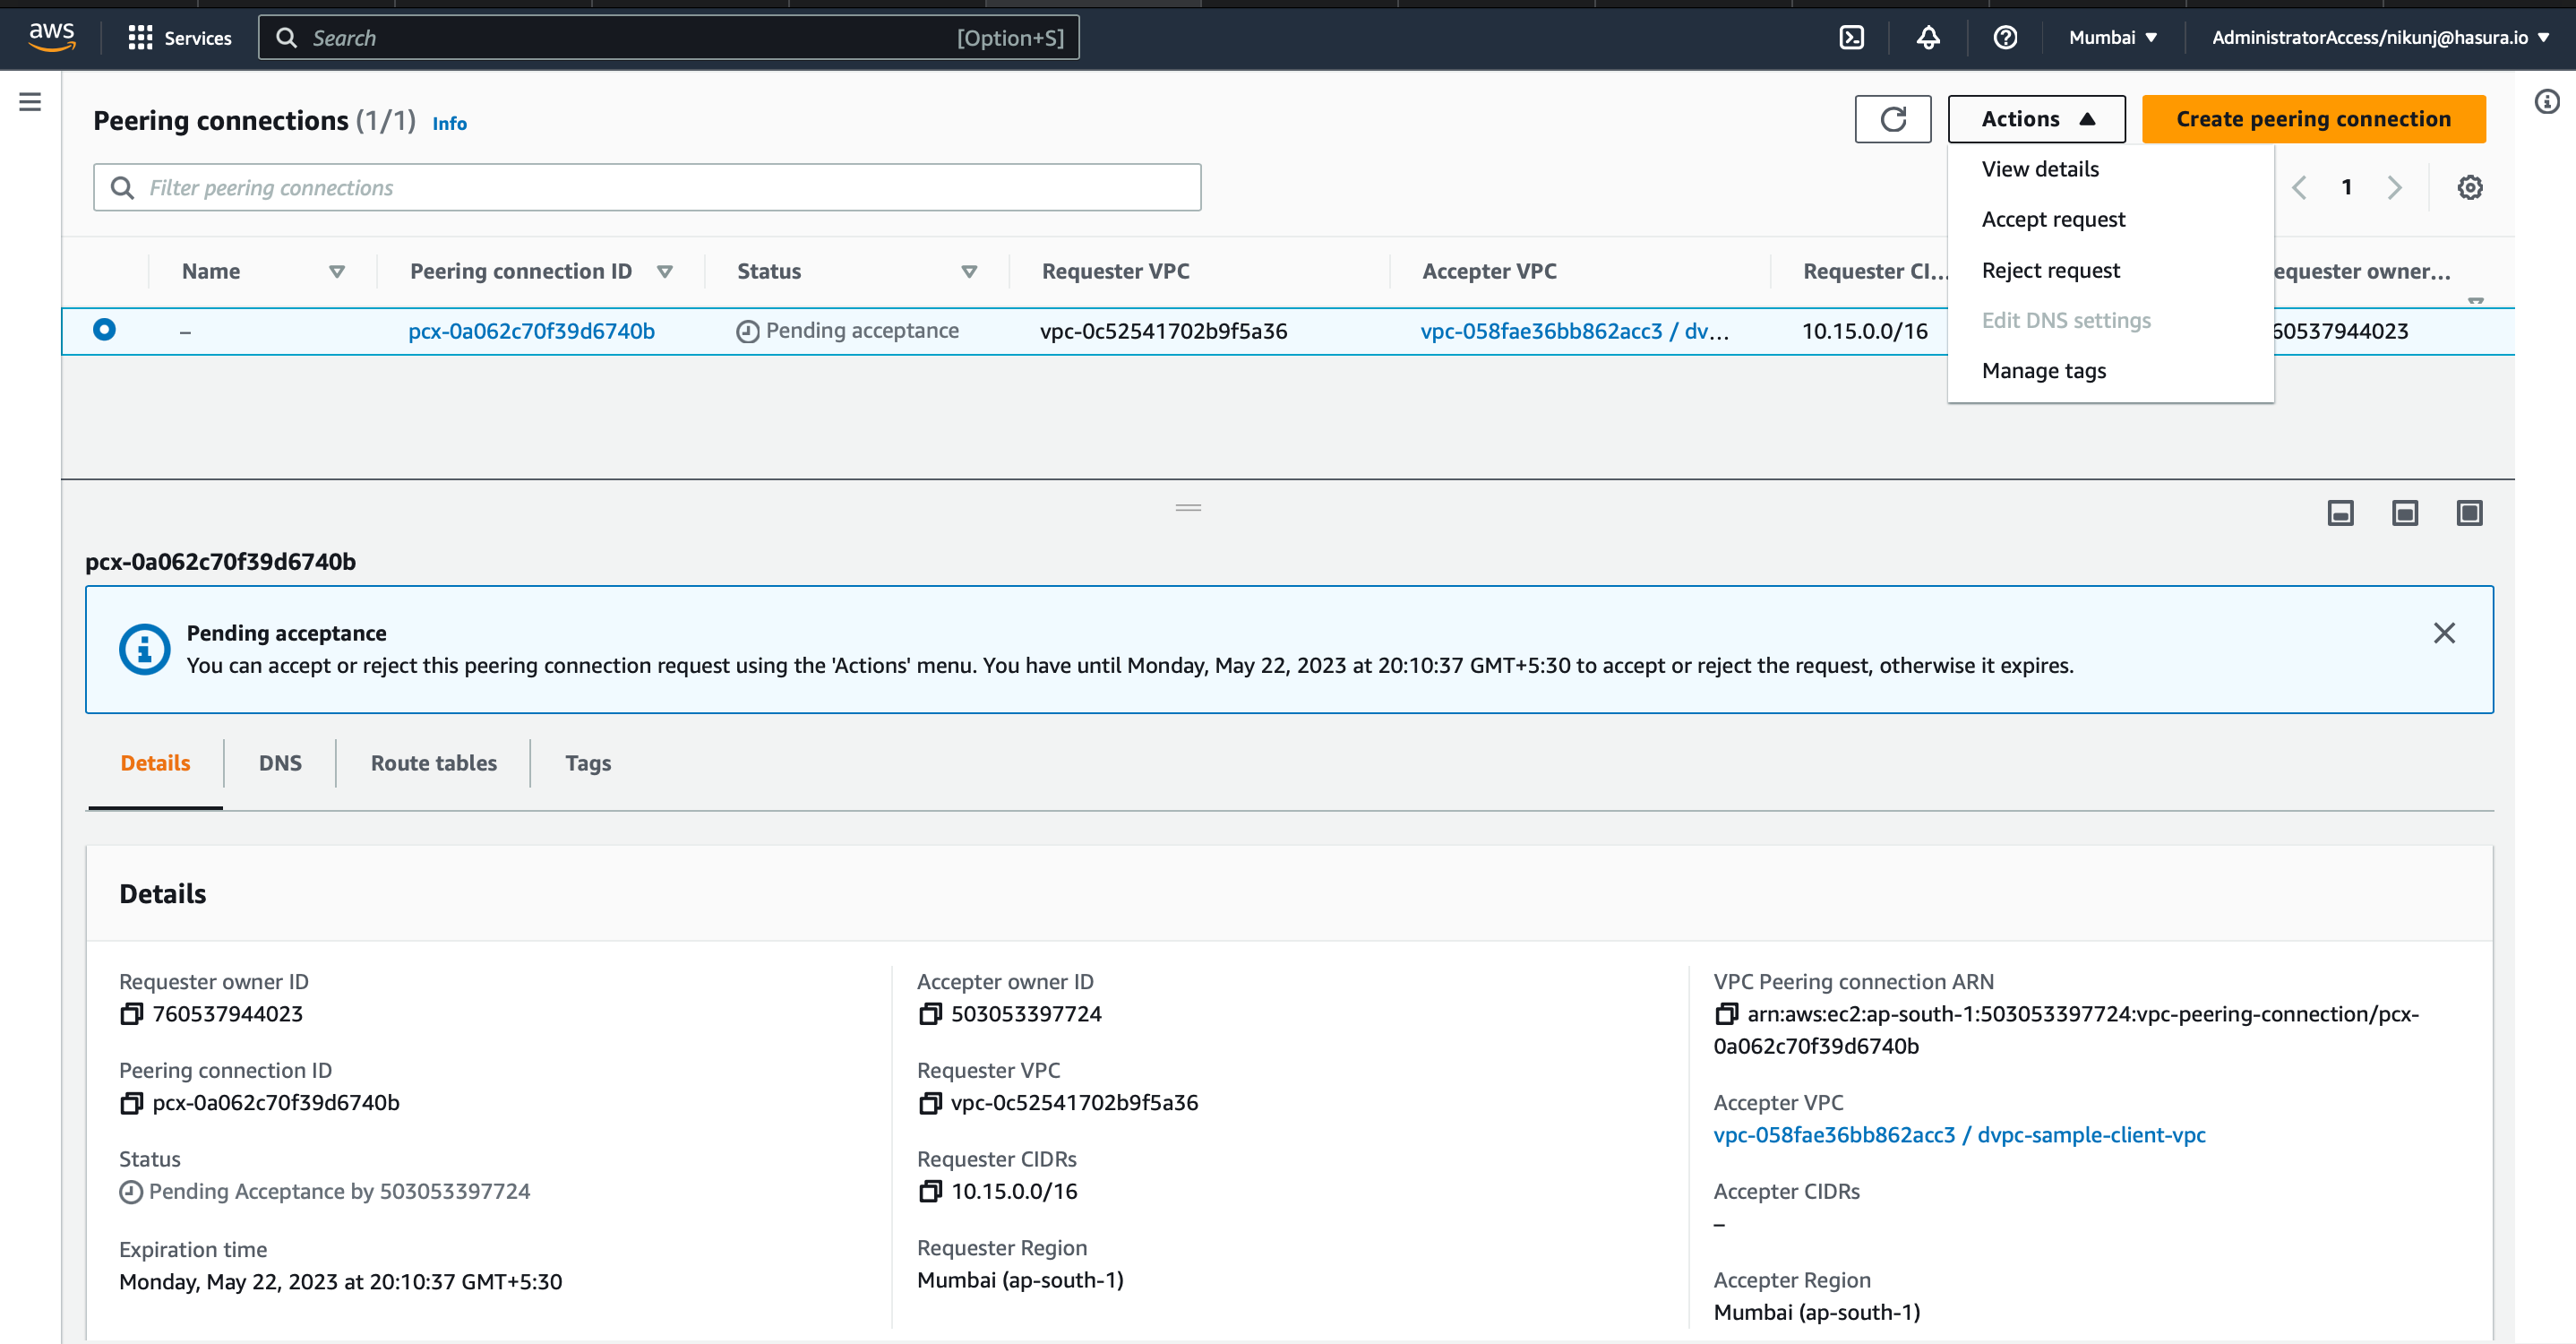 aws
Services
Search
[Option+S]
Mumbai
AdministratorAccess/nikunj@hasura.io
Peering connections (1/1) Info
Actions
Create peering connection
Filter peering connections
1
View details
Accept request
Reject request
Edit DNS settings
Manage tags
Name
Peering connection ID
Status
Requester VPC
Accepter VPC
Requester CI...
equester owner...
–
pcx-0a062c70f39d6740b
Pending acceptance
vpc-0c52541702b9f5a36
vpc-058fae36bb862acc3 / dv...
10.15.0.0/16
60537944023
pcx-0a062c70f39d6740b
Pending acceptance
You can accept or reject this peering connection request using the 'Actions' menu. You have until Monday, May 22, 2023 at 20:10:37 GMT+5:30 to accept or reject the request, otherwise it expires.
Details
DNS
Route tables
Tags
Details
Requester owner ID
760537944023
Peering connection ID
pcx-0a062c70f39d6740b
Status
Pending Acceptance by 503053397724
Expiration time
Monday, May 22, 2023 at 20:10:37 GMT+5:30
Accepter owner ID
503053397724
Requester VPC
vpc-0c52541702b9f5a36
Requester CIDRs
10.15.0.0/16
Requester Region
Mumbai (ap-south-1)
VPC Peering connection ARN
arn:aws:ec2:ap-south-1:503053397724:vpc-peering-connection/pcx-
0a062c70f39d6740b
Accepter VPC
vpc-058fae36bb862acc3 / dvpc-sample-client-vpc
Accepter CIDRs
–
Accepter Region
Mumbai (ap-south-1)